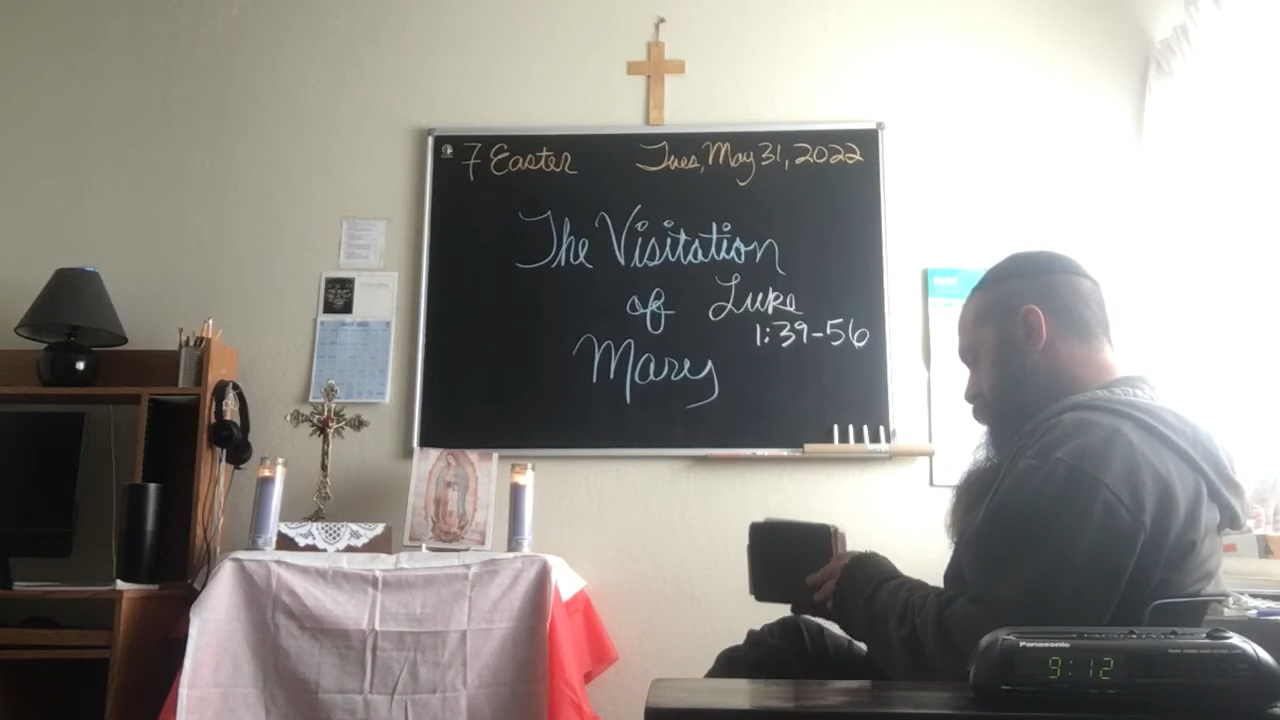 7 Easter Tues, May 31, 2022
The Visitation
of Luke
1:39-56
Mary
Panasonic
9:12